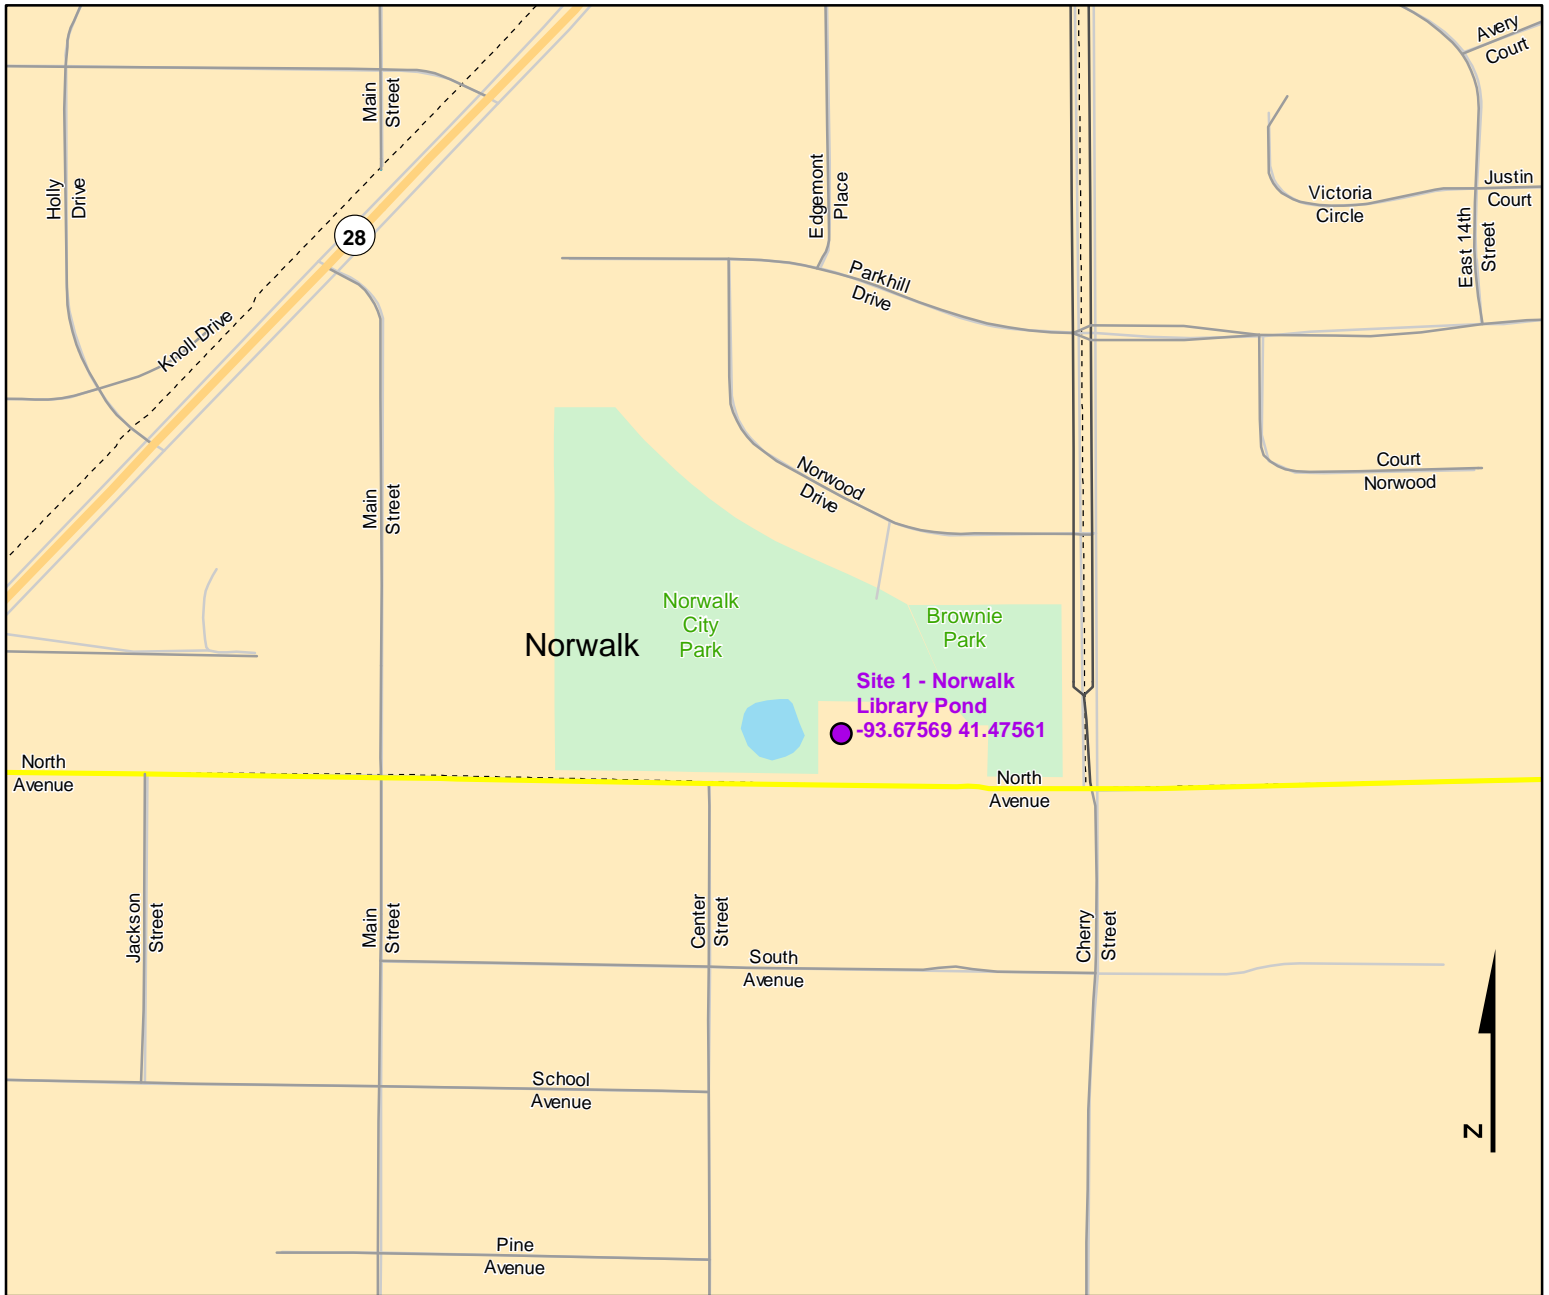 Avery
Court
Main
Street
Holly
Drive
Edgemont
Place
Victoria
Circle
Justin
Court
East 14th
Street
28
Parkhill
Drive
Knoll Drive
Main
Street
Norwood
Drive
Court
Norwood
Norwalk
City
Park
Brownie
Park
Norwalk
Site 1 - Norwalk
Library Pond
-93.67569 41.47561
North
Avenue
North
Avenue
Jackson
Street
Main
Street
Center
Street
Cherry
Street
South
Avenue
School
Avenue
N
Pine
Avenue